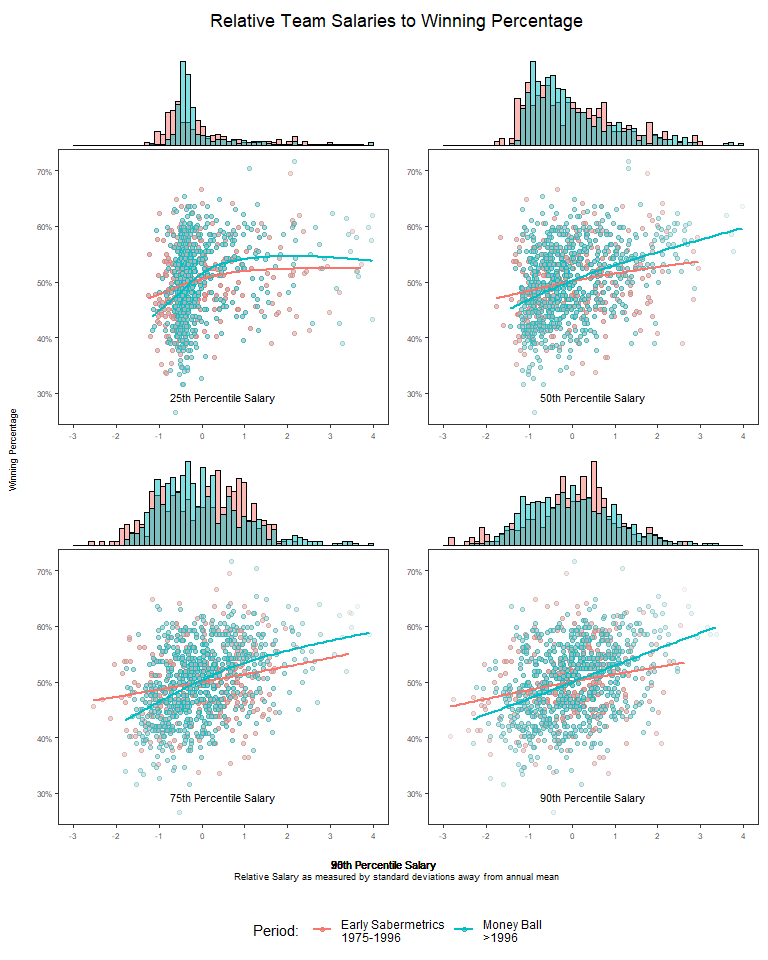 Relative Team Salaries to Winning Percentage
70%
60%
50%
40%
30%
25th Percentile Salary
-3 -2 -1 0 1 2 3 4
70%
60%
50%
40%
30%
50th Percentile Salary
-3 -2 -1 0 1 2 3 4
Winning Percentage
70%
60%
50%
40%
30%
75th Percentile Salary
-3 -2 -1 0 1 2 3 4
70%
60%
50%
40%
30%
90th Percentile Salary
-3 -2 -1 0 1 2 3 4
Percentile Salary
Relative Salary as measured by standard deviations away from annual mean
Period:
Early Sabermetrics
1975-1996
Money Ball
>1996